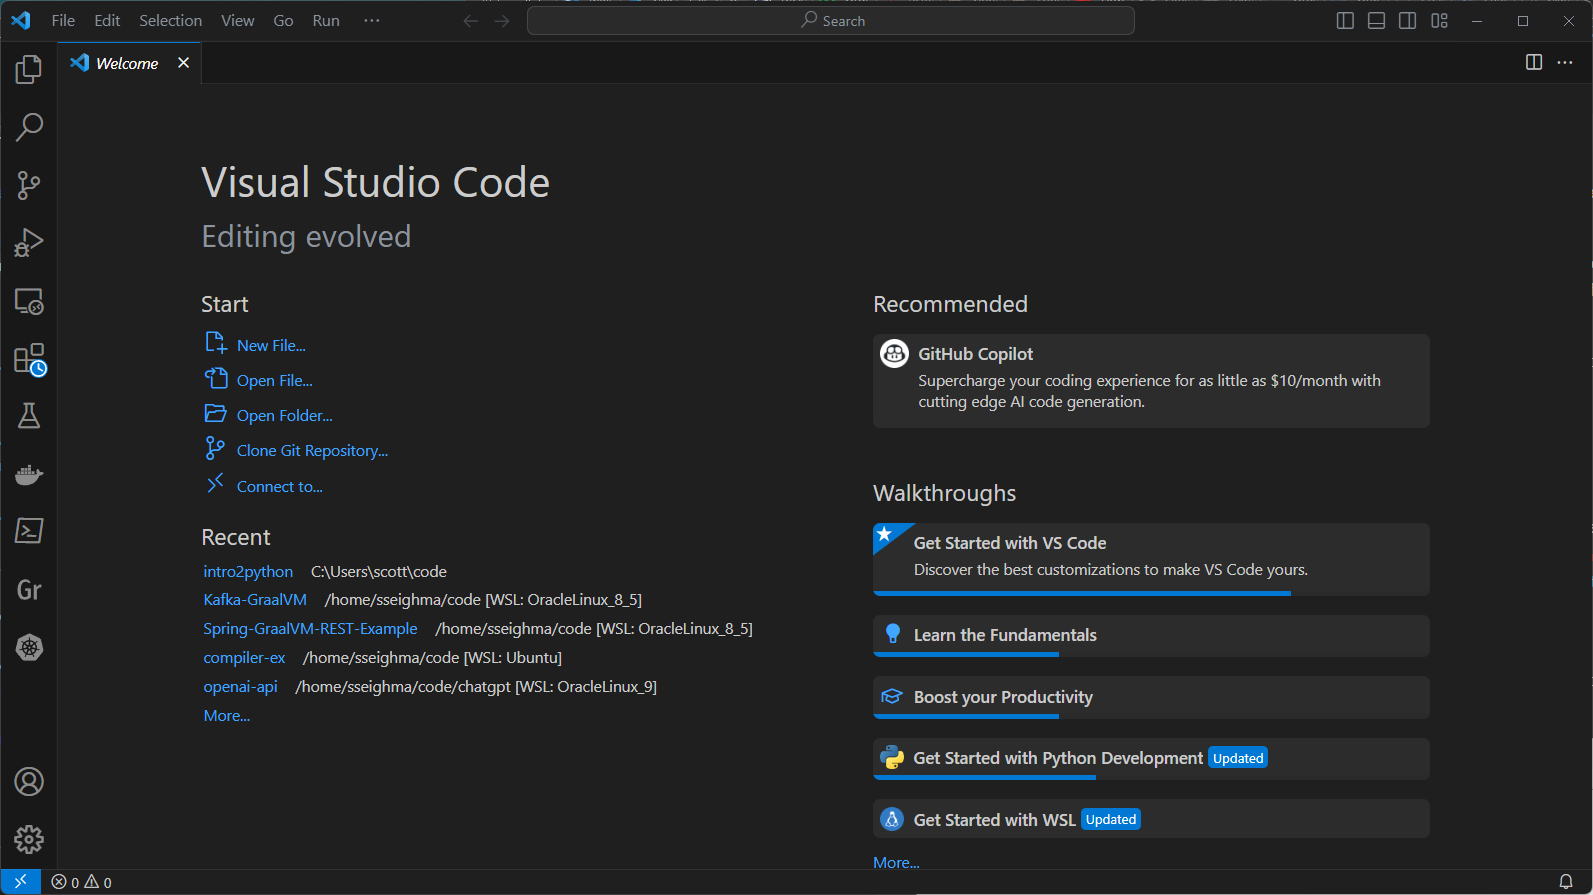 File Edit Selection View Go Run ···
Search
Welcome
Visual Studio Code
Editing evolved
Start
New File...
Open File...
Open Folder...
Clone Git Repository...
Connect to...
Recent
intro2python C:\Users\scott\code
Kafka-GraalVM /home/sseighma/code [WSL: OracleLinux_8_5]
Spring-GraalVM-REST-Example /home/sseighma/code [WSL: OracleLinux_8_5]
compiler-ex /home/sseighma/code [WSL: Ubuntu]
openai-api /home/sseighma/code/chatgpt [WSL: OracleLinux_9]
More...
Recommended
GitHub Copilot
Supercharge your coding experience for as little as $10/month with
cutting edge AI code generation.
Walkthroughs
Get Started with VS Code
Discover the best customizations to make VS Code yours.
Learn the Fundamentals
Boost your Productivity
Get Started with Python Development Updated
Get Started with WSL Updated
More...
Gr
0 0